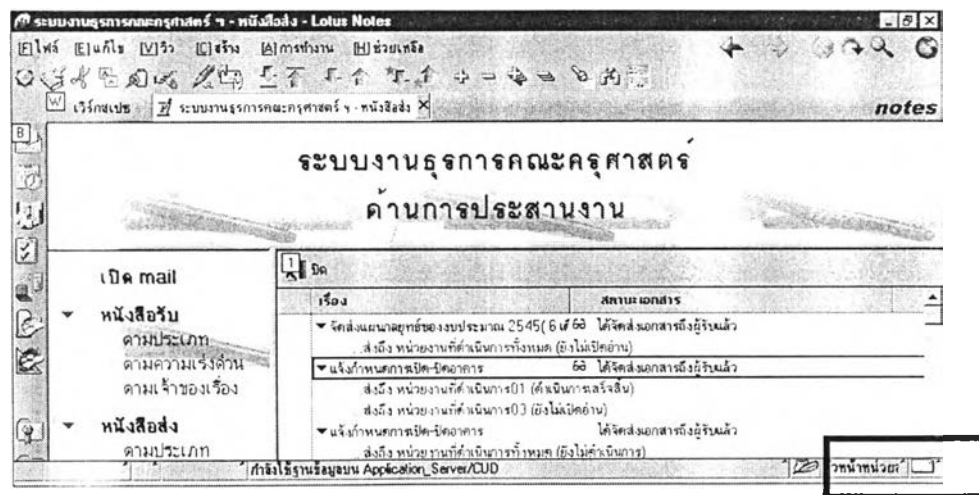 ระบบงานธุรการคณะครุศาสตร์ ฯ - หนังสือส่ง - Lotus Notes
[F]ไฟล์ [E]แก้ไข [V]วิว [C]สร้าง [A]การทำงาน [H]ช่วยเหลือ
W เวิร์กสเปซ ระบบงานธุรการคณะครุศาสตร์ ฯ - หนังสือส่ง
notes
B
ระบบงานธุรการคณะครุศาสตร์
ด้านการประสานงาน
เปิด mail
หนังสือรับ
ตามประเภท
ตามความเร่งด่วน
ตามเจ้าของเรื่อง
หนังสือส่ง
ตามประเภท
1 ปิด
เรื่อง สถานะเอกสาร
จัดส่งแผนกลยุทธ์ของงบประมาณ 2545( 6 ได้จัดส่งเอกสารถึงผู้รับแล้ว
ส่งถึง หน่วยงานที่ดำเนินการทั้งหมด (ยังไม่เปิดอ่าน)
แจ้งกำหนดการเปิด-ปิดอาคาร ได้จัดส่งเอกสารถึงผู้รับแล้ว
ส่งถึง หน่วยงานที่ดำเนินการ01 (ดำเนินการเสร็จสิ้น)
ส่งถึง หน่วยงานที่ดำเนินการ03 (ยังไม่เปิดอ่าน)
แจ้งกำหนดการเปิด-ปิดอาคาร ได้จัดส่งเอกสารถึงผู้รับแล้ว
ส่งถึง หน่วยงานที่ดำเนินการทั้งหมด (ยังไม่ดำเนินการ)
กำลังใช้ฐานข้อมูลบน Application_Server/CUD